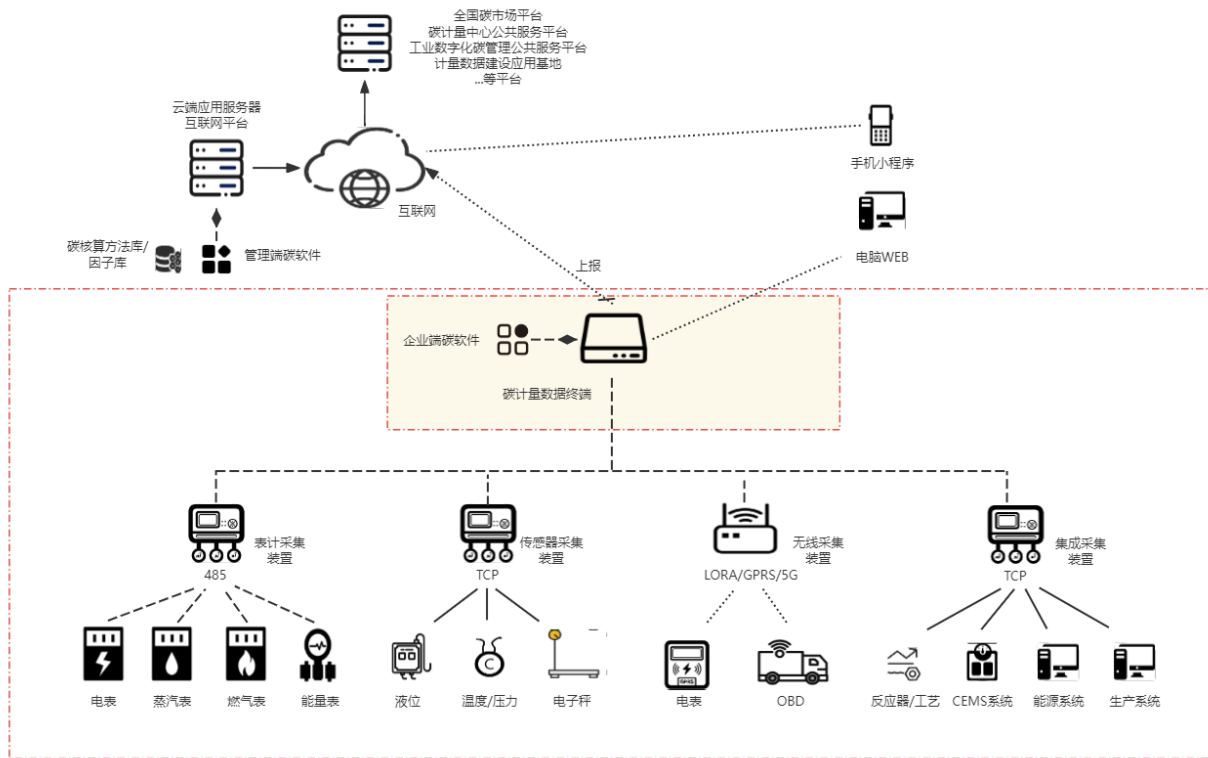 全国碳市场平台
碳计量中心公共服务平台
工业数字化碳管理公共服务平台
计量数据建设应用基地
...等平台
云端应用服务器
互联网平台
手机小程序
互联网
碳核算方法库/
因子库
管理端碳软件
电脑WEB
上报
企业端碳软件
碳计量数据终端
表计采集
装置
485
传感器采集
装置
TCP
无线采集
装置
LORA/GPRS/5G
集成采集
装置
TCP
电表
蒸汽表
燃气表
能量表
液位
C
温度/压力
电子秤
GPRS
电表
OBD
反应器/工艺
CEMS系统
能源系统
生产系统